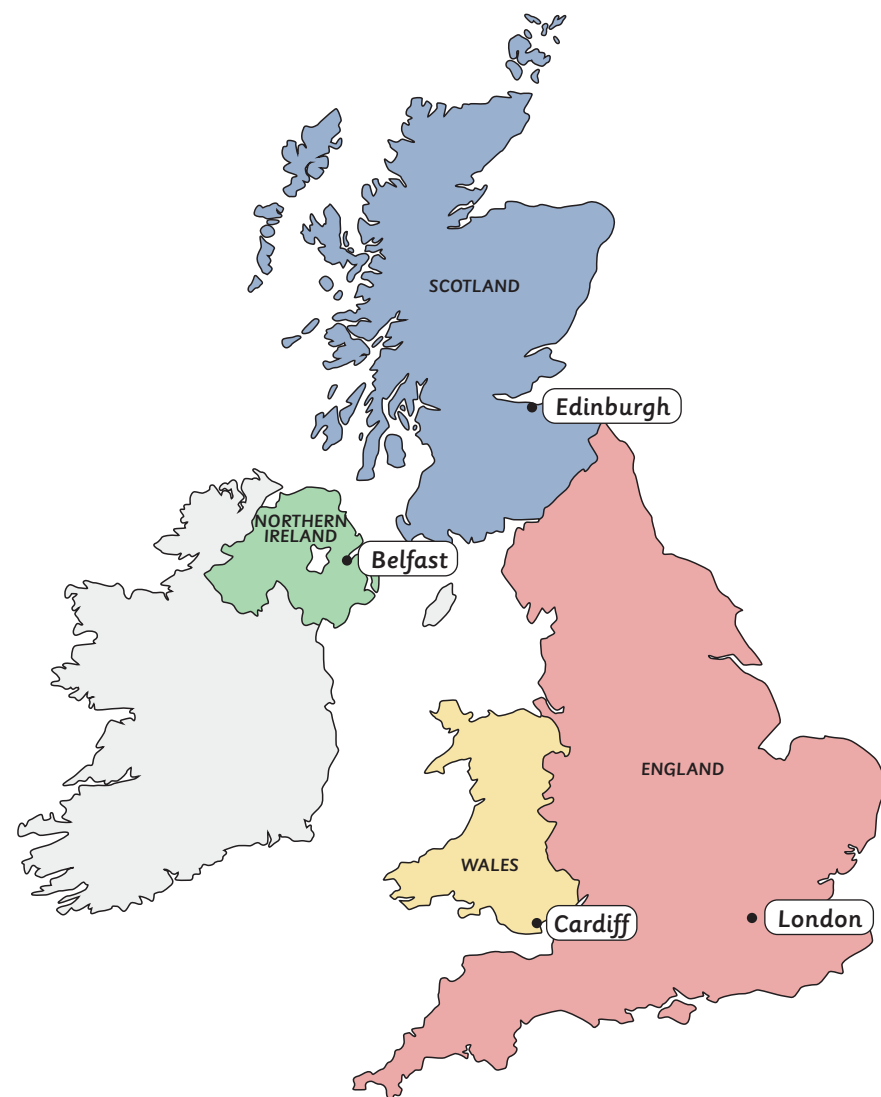 SCOTLAND
Edinburgh
NORTHERN
IRELAND
Belfast
ENGLAND
WALES
Cardiff
London